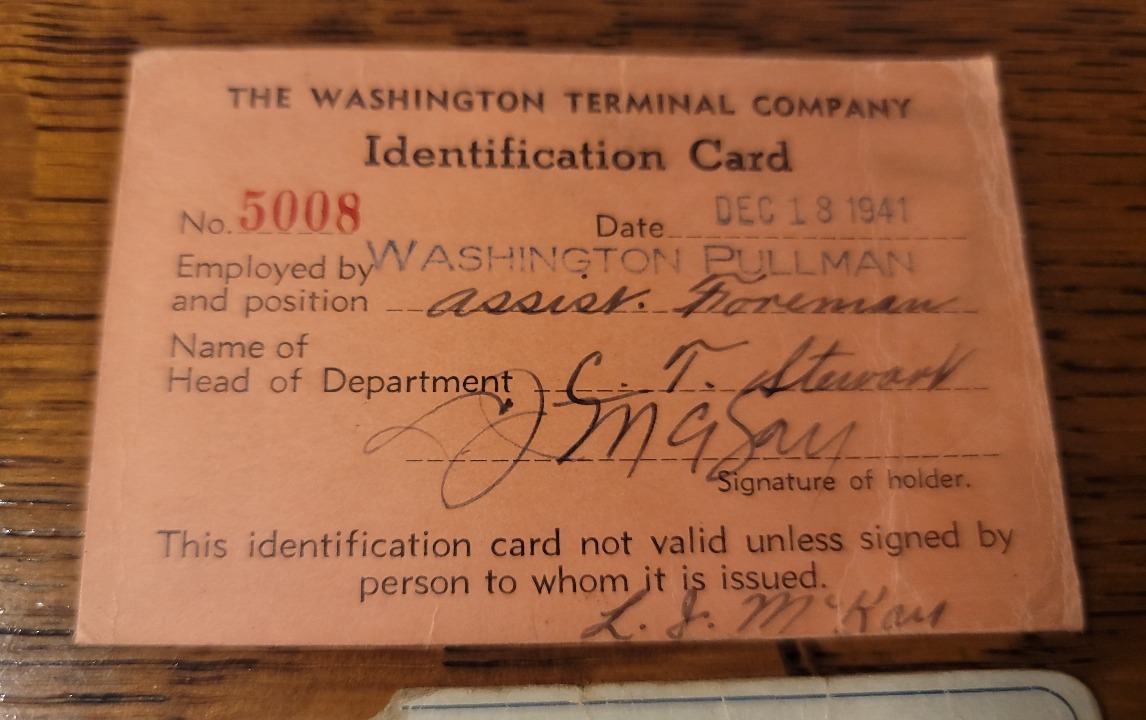 THE WASHINGTON TERMINAL COMPANY
Identification Card
No. 5008 Date DEC 18 1941
Employed by WASHINGTON PULLMAN
and position assist. Foreman
Name of
Head of Department C. T. Stewart
J McGay
Signature of holder.
This identification card not valid unless signed by
person to whom it is issued.
L. J. McKay